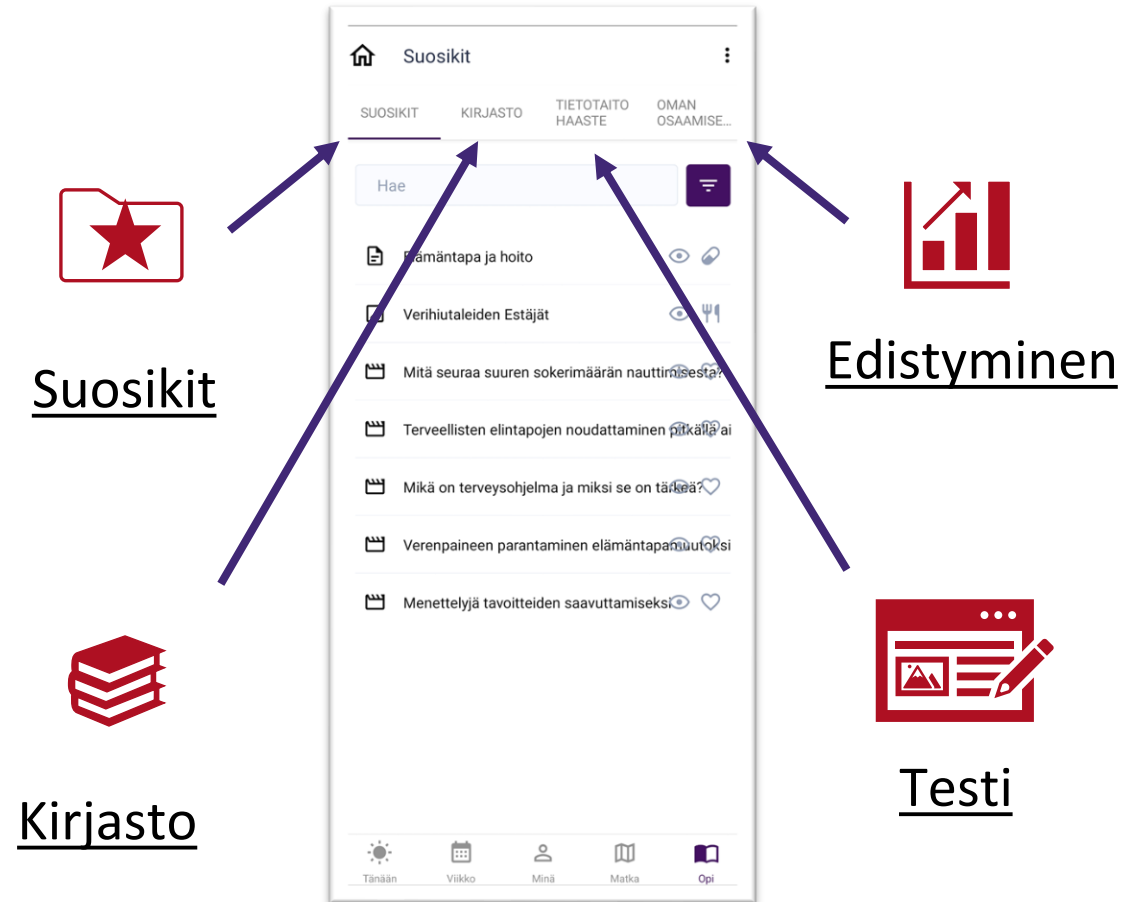 Suosikit
SUOSIKIT
KIRJASTO
TIETOTAITO
HAASTE
OMAN
OSAAMISE...
Hae
Elämäntapa ja hoito
Verihiutaleiden Estäjät
Mitä seuraa suuren sokerimäärän nauttimisesta?
Terveellisten elintapojen noudattaminen pitkällä ai
Mikä on terveysohjelma ja miksi se on tärkeä?
Verenpaineen parantaminen elämäntapamuutoksi
Menettelyjä tavoitteiden saavuttamiseksi
Tänään
Viikko
Minä
Matka
Opi
Suosikit
Edistyminen
Kirjasto
Testi